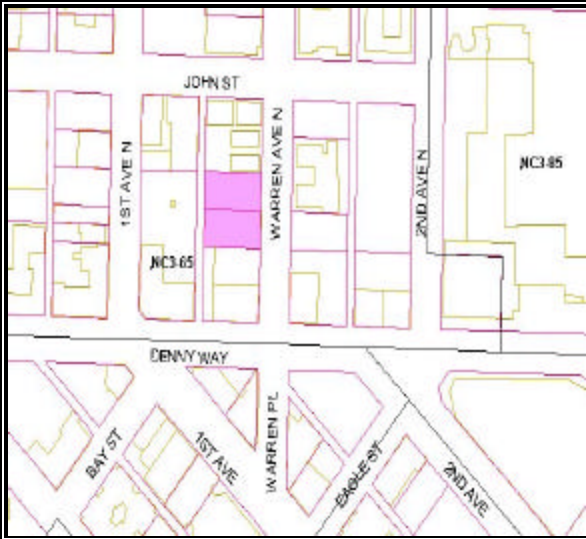 JOHN ST
1ST AVE N
WARREN AVE N
2ND AVE N
NC3-85
NC3-65
DENNY WAY
BAY ST
1ST AVE
WARREN PL
EAGLE ST
2ND AVE